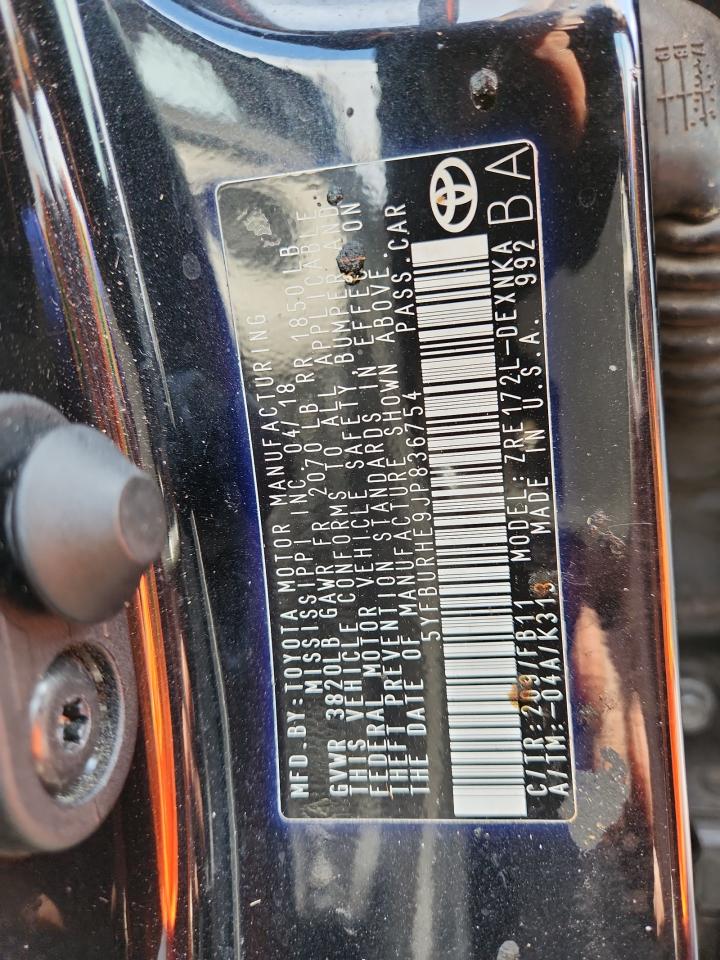 MFD.BY:TOYOTA MOTOR MANUFACTURING
MISSISSIPPI INC 04/18
GVWR 3820LB GAWR FR 2070 LB RR 1850 LB
THIS VEHICLE CONFORMS TO ALL APPLICABLE
FEDERAL MOTOR VEHICLE SAFETY BUMPER AND
THEFT PREVENTION STANDARDS IN EFFECT ON
THE DATE OF MANUFACTURE SHOWN ABOVE.
5YFBURHE9JP836754 PASS.CAR
C/TR:209/FB11 MODEL: ZRE172L-DEXNKA
A/TM:-04A/K313 MADE IN U.S.A. 992
BA